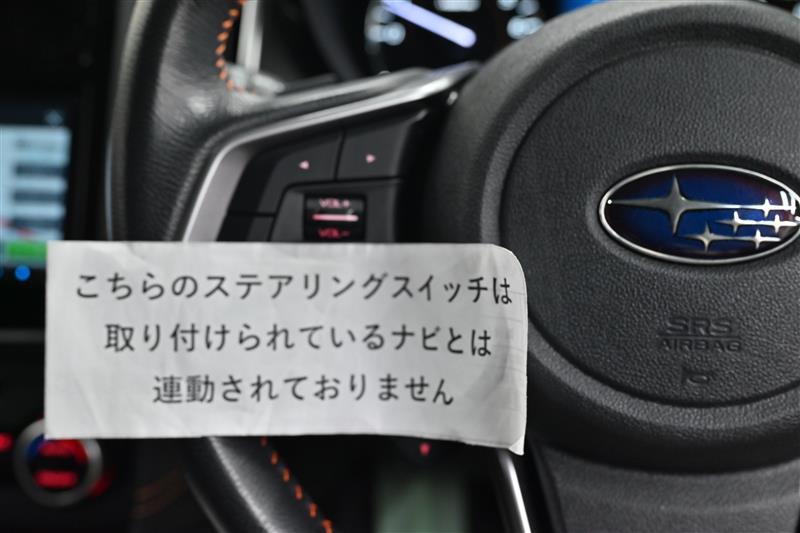 VOL+
VOL-
こちらのステアリングスイッチは
取り付けられているナビとは
連動されておりません
SRS
AIRBAG